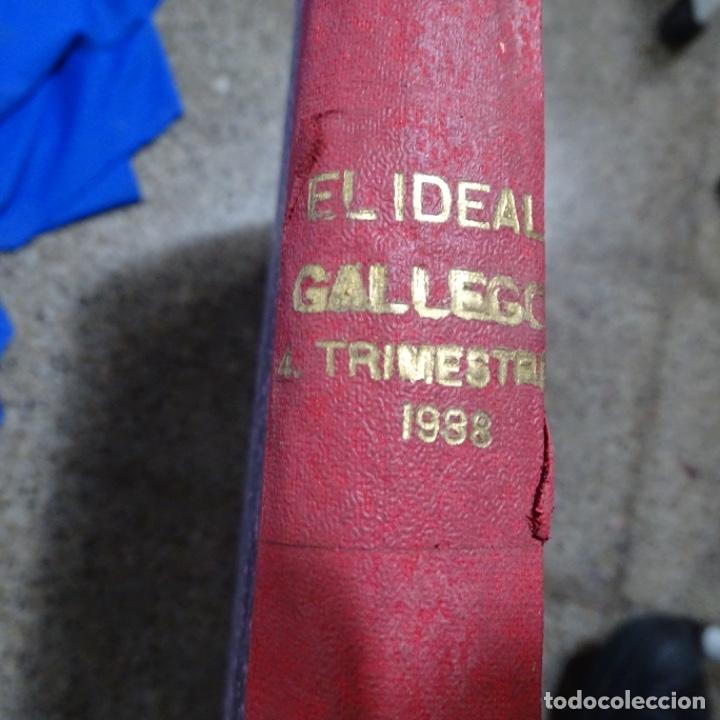 EL IDEAL
GALLEGO
4. TRIMESTRE
1938
todocoleccion